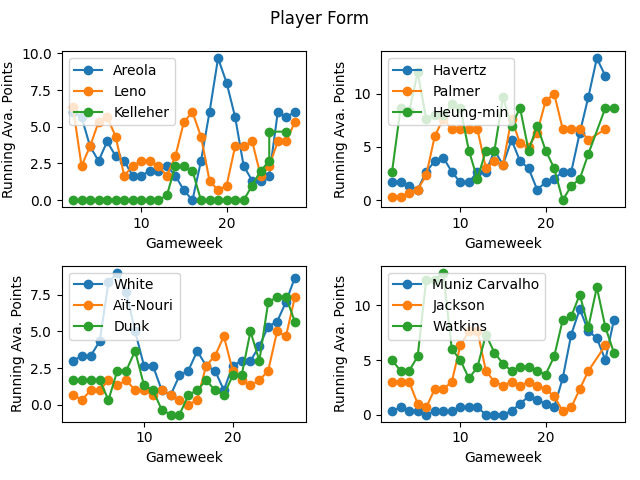 Player Form
10.0
7.5
5.0
2.5
0.0
Running Ava. Points
Areola
Leno
Kelleher
10
20
Gameweek
10
5
0
Running Ava. Points
Havertz
Palmer
Heung-min
10
20
Gameweek
7.5
5.0
2.5
0.0
Running Ava. Points
White
Aït-Nouri
Dunk
10
20
Gameweek
10
5
0
Running Ava. Points
Muniz Carvalho
Jackson
Watkins
10
20
Gameweek